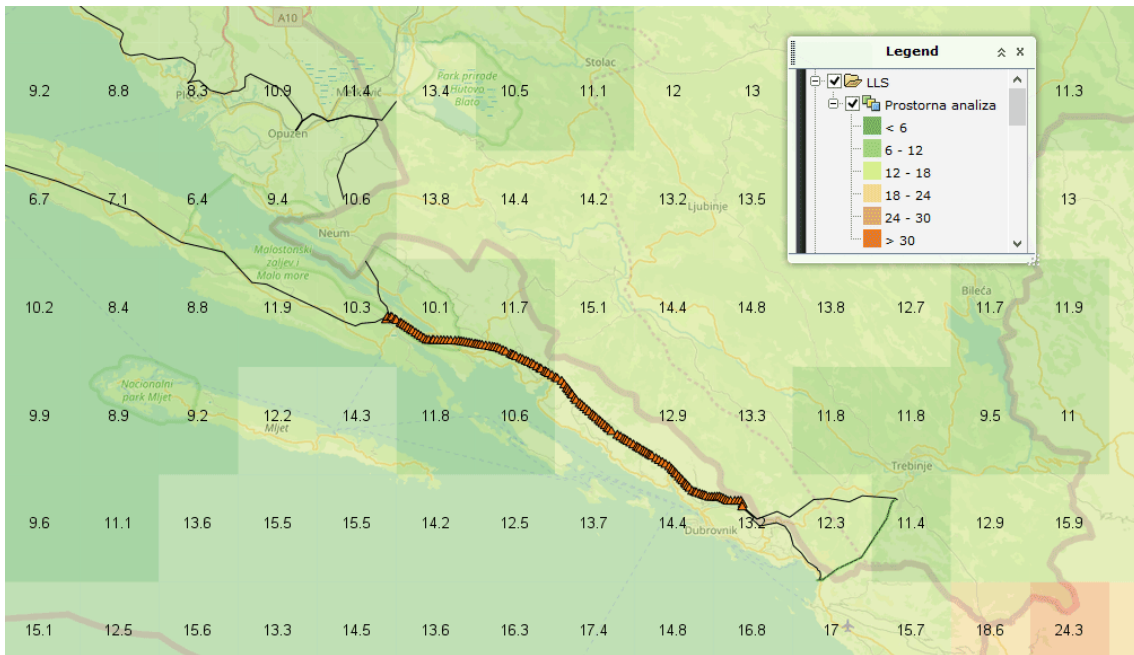 A10
Stolac
Park prirode
Hutovo
Blato
9.2 8.8 8.3 10.9 11.4 13.4 10.5 11.1 12 13 11.3
Opuzen
6.7 7.1 6.4 9.4 10.6 13.8 14.4 14.2 13.2 Ljubinje 13.5 13
Neum
Malostonski
zaljev i
Malo more
Bileća
10.2 8.4 8.8 11.9 10.3 10.1 11.7 15.1 14.4 14.8 13.8 12.7 11.7 11.9
Nacionalni
park Mljet
9.9 8.9 9.2 12.2 14.3 11.8 10.6 12.9 13.3 11.8 11.8 9.5 11
Mljet
Trebinje
9.6 11.1 13.6 15.5 15.5 14.2 12.5 13.7 14.4 13.2 12.3 11.4 12.9 15.9
Dubrovnik
15.1 12.5 15.6 13.3 14.5 13.6 16.3 17.4 14.8 16.8 17 15.7 18.6 24.3
Legend
LLS
Prostorna analiza
< 6
6 - 12
12 - 18
18 - 24
24 - 30
> 30